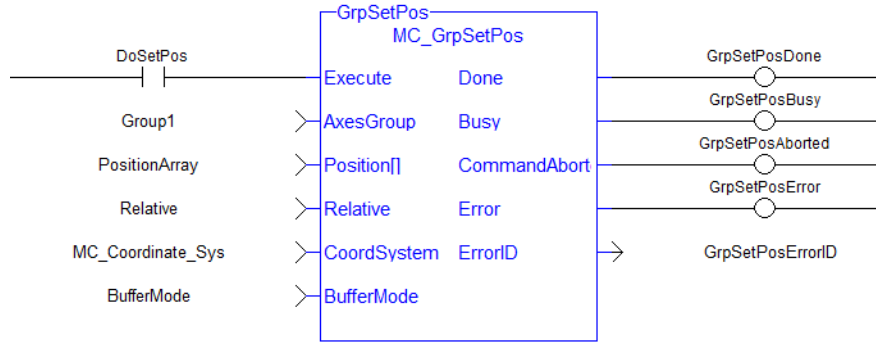 GrpSetPos
MC_GrpSetPos
DoSetPos Execute Done GrpSetPosDone
Group1 AxesGroup Busy GrpSetPosBusy
PositionArray Position[] CommandAbort GrpSetPosAborted
Relative Relative Error GrpSetPosError
MC_Coordinate_Sys CoordSystem ErrorID GrpSetPosErrorID
BufferMode BufferMode